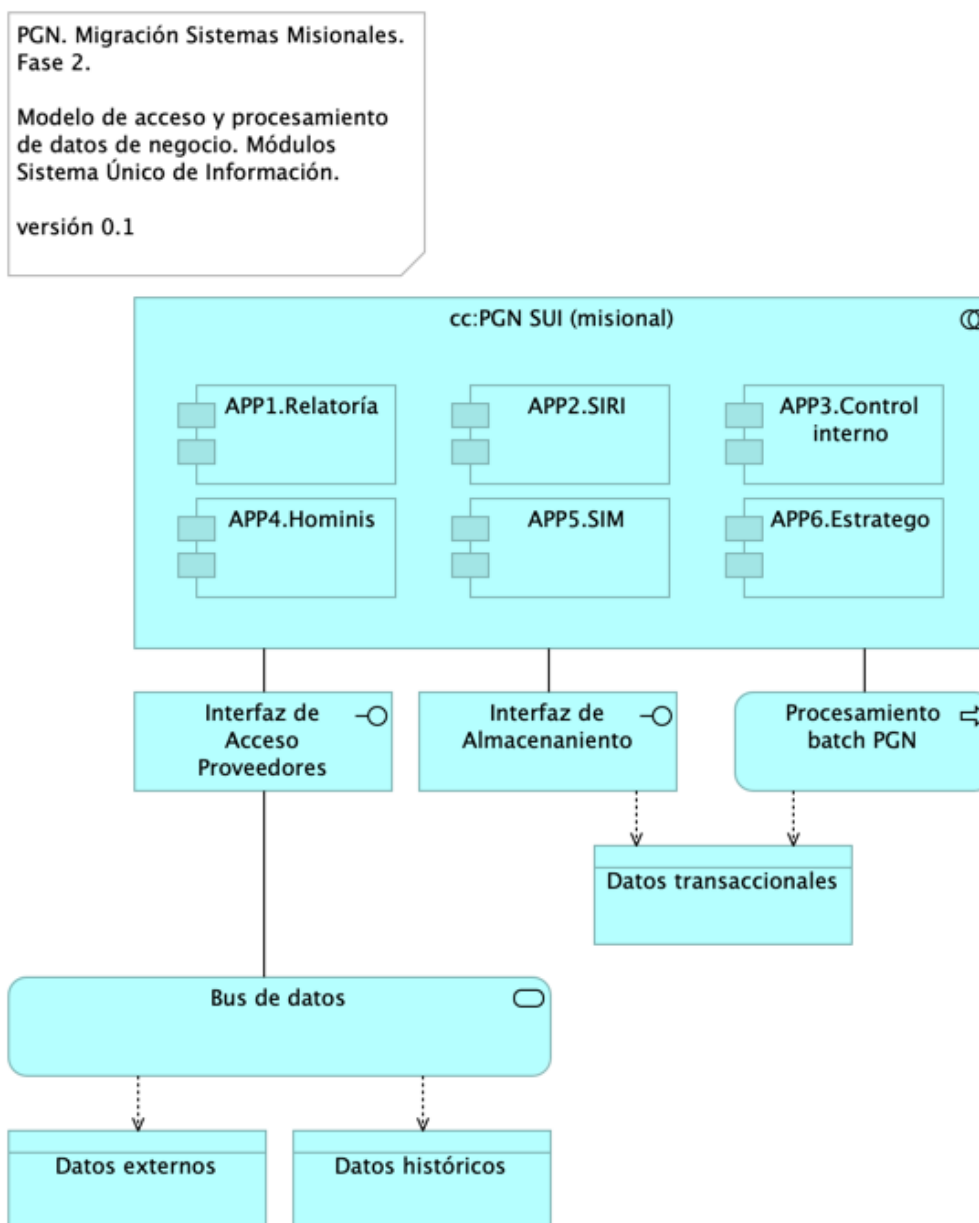 PGN. Migración Sistemas Misionales.
Fase 2.
Modelo de acceso y procesamiento
de datos de negocio. Módulos
Sistema Único de Información.
versión 0.1
cc:PGN SUI (misional)
APP1.Relatoría
APP2.SIRI
APP3.Control
interno
APP4.Hominis
APP5.SIM
APP6.Estratego
Interfaz de
Acceso
Proveedores
Interfaz de
Almacenaniento
Procesamiento
batch PGN
Datos transaccionales
Bus de datos
Datos externos
Datos históricos